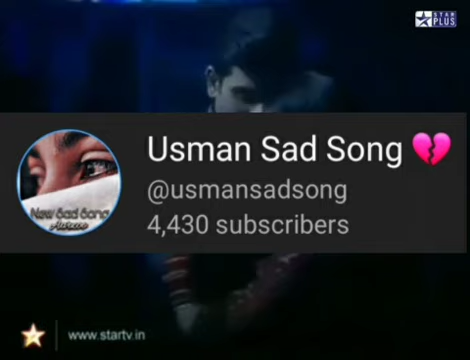 STAR
PLUS
Usman Sad Song 💔
@usmansadsong
4,430 subscribers
New Sad Song
www.startv.in